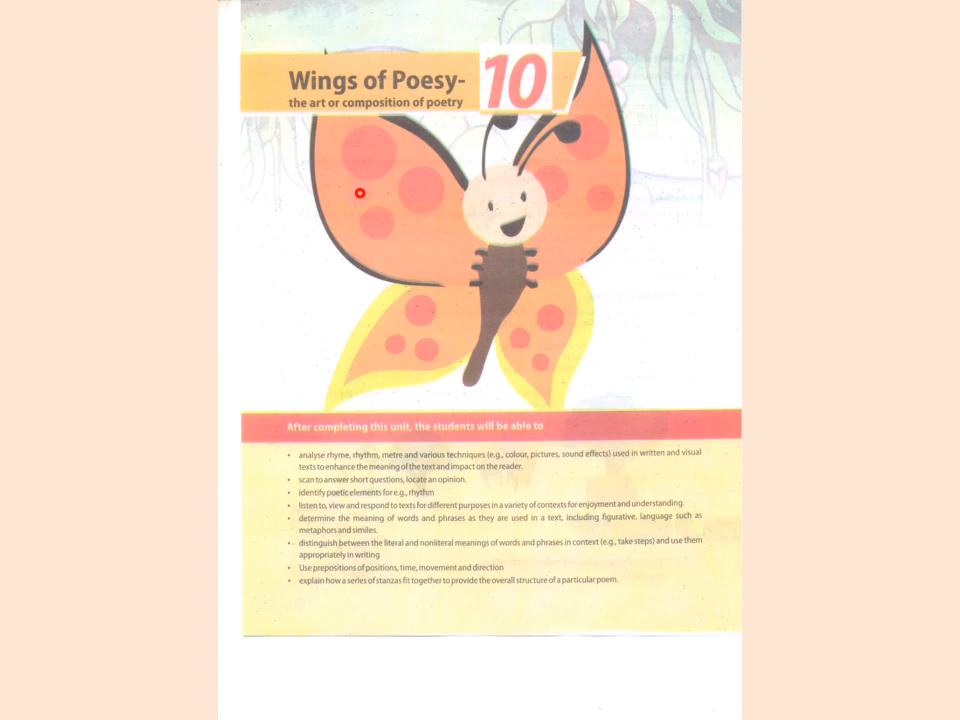 Wings of Poesy-
the art or composition of poetry
10
After completing this unit, the students will be able to
• analyse rhyme, rhythm, metre and various techniques (e.g., colour, pictures, sound effects) used in written and visual
texts to enhance the meaning of the text and impact on the reader.
• scan to answer short questions, locate an opinion.
• identify poetic elements for e.g., rhythm
• listen to, view and respond to texts for different purposes in a variety of contexts for enjoyment and understanding.
• determine the meaning of words and phrases as they are used in a text, including figurative. language such as
metaphors and similes.
• distinguish between the literal and nonliteral meanings of words and phrases in context (e.g., take steps) and use them
appropriately in writing
• Use prepositions of positions, time, movement and direction
• explain how a series of stanzas fit together to provide the overall structure of a particular poem.